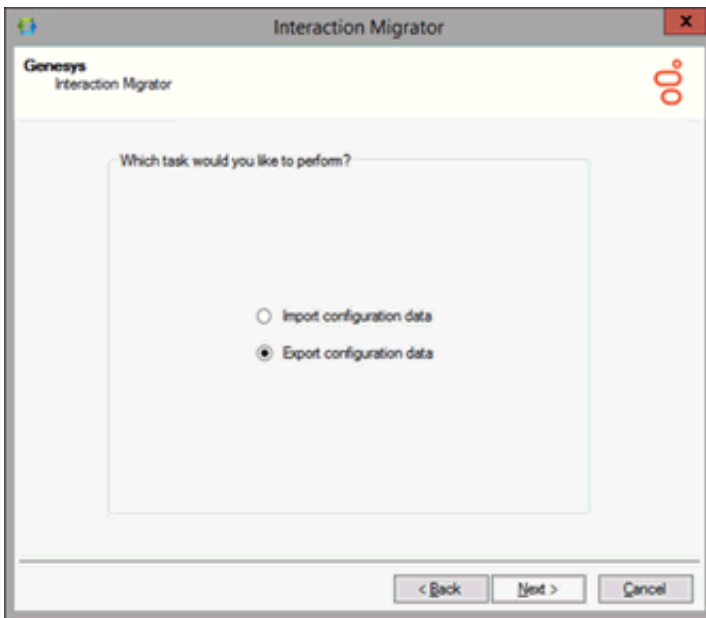 Interaction Migrator
x
Genesys
Interaction Migrator
Which task would you like to perform?
Import configuration data
Export configuration data
< Back
Next >
Cancel